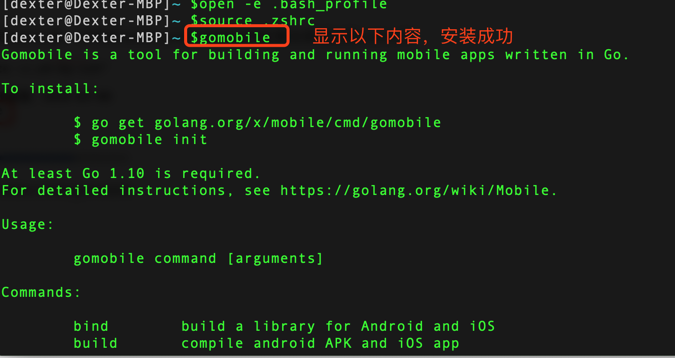 [dexter@Dexter-MBP]~ $open -e .bash_profile
[dexter@Dexter-MBP]~ $source .zshrc
[dexter@Dexter-MBP]~ $gomobile 显示以下内容，安装成功
Gomobile is a tool for building and running mobile apps written in Go.
To install:
$ go get golang.org/x/mobile/cmd/gomobile
$ gomobile init
At least Go 1.10 is required.
For detailed instructions, see https://golang.org/wiki/Mobile.
Usage:
gomobile command [arguments]
Commands:
bind build a library for Android and iOS
build compile android APK and iOS app